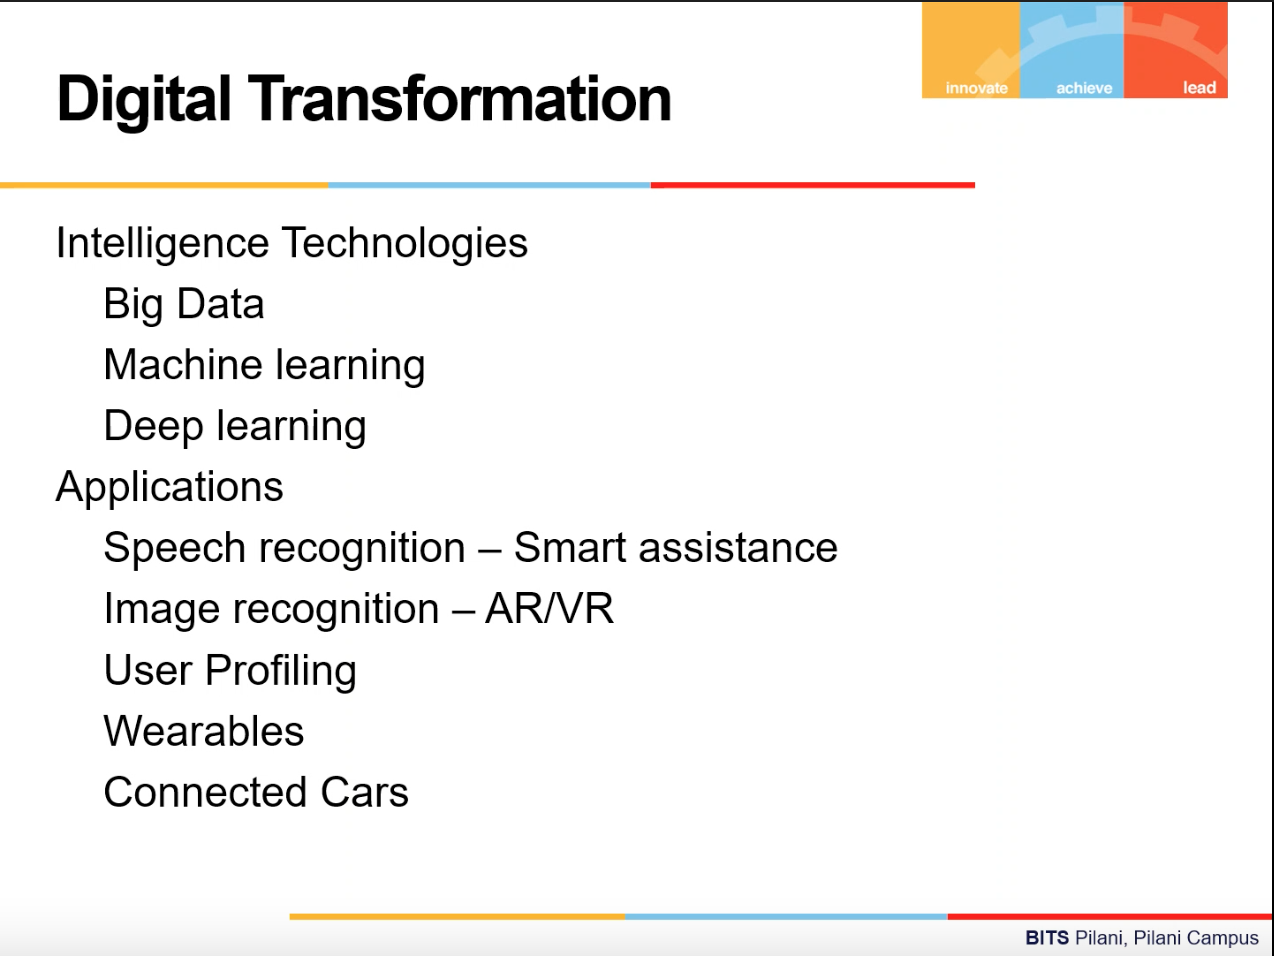 innovate achieve lead
Digital Transformation
Intelligence Technologies
Big Data
Machine learning
Deep learning
Applications
Speech recognition – Smart assistance
Image recognition – AR/VR
User Profiling
Wearables
Connected Cars
BITS Pilani, Pilani Campus